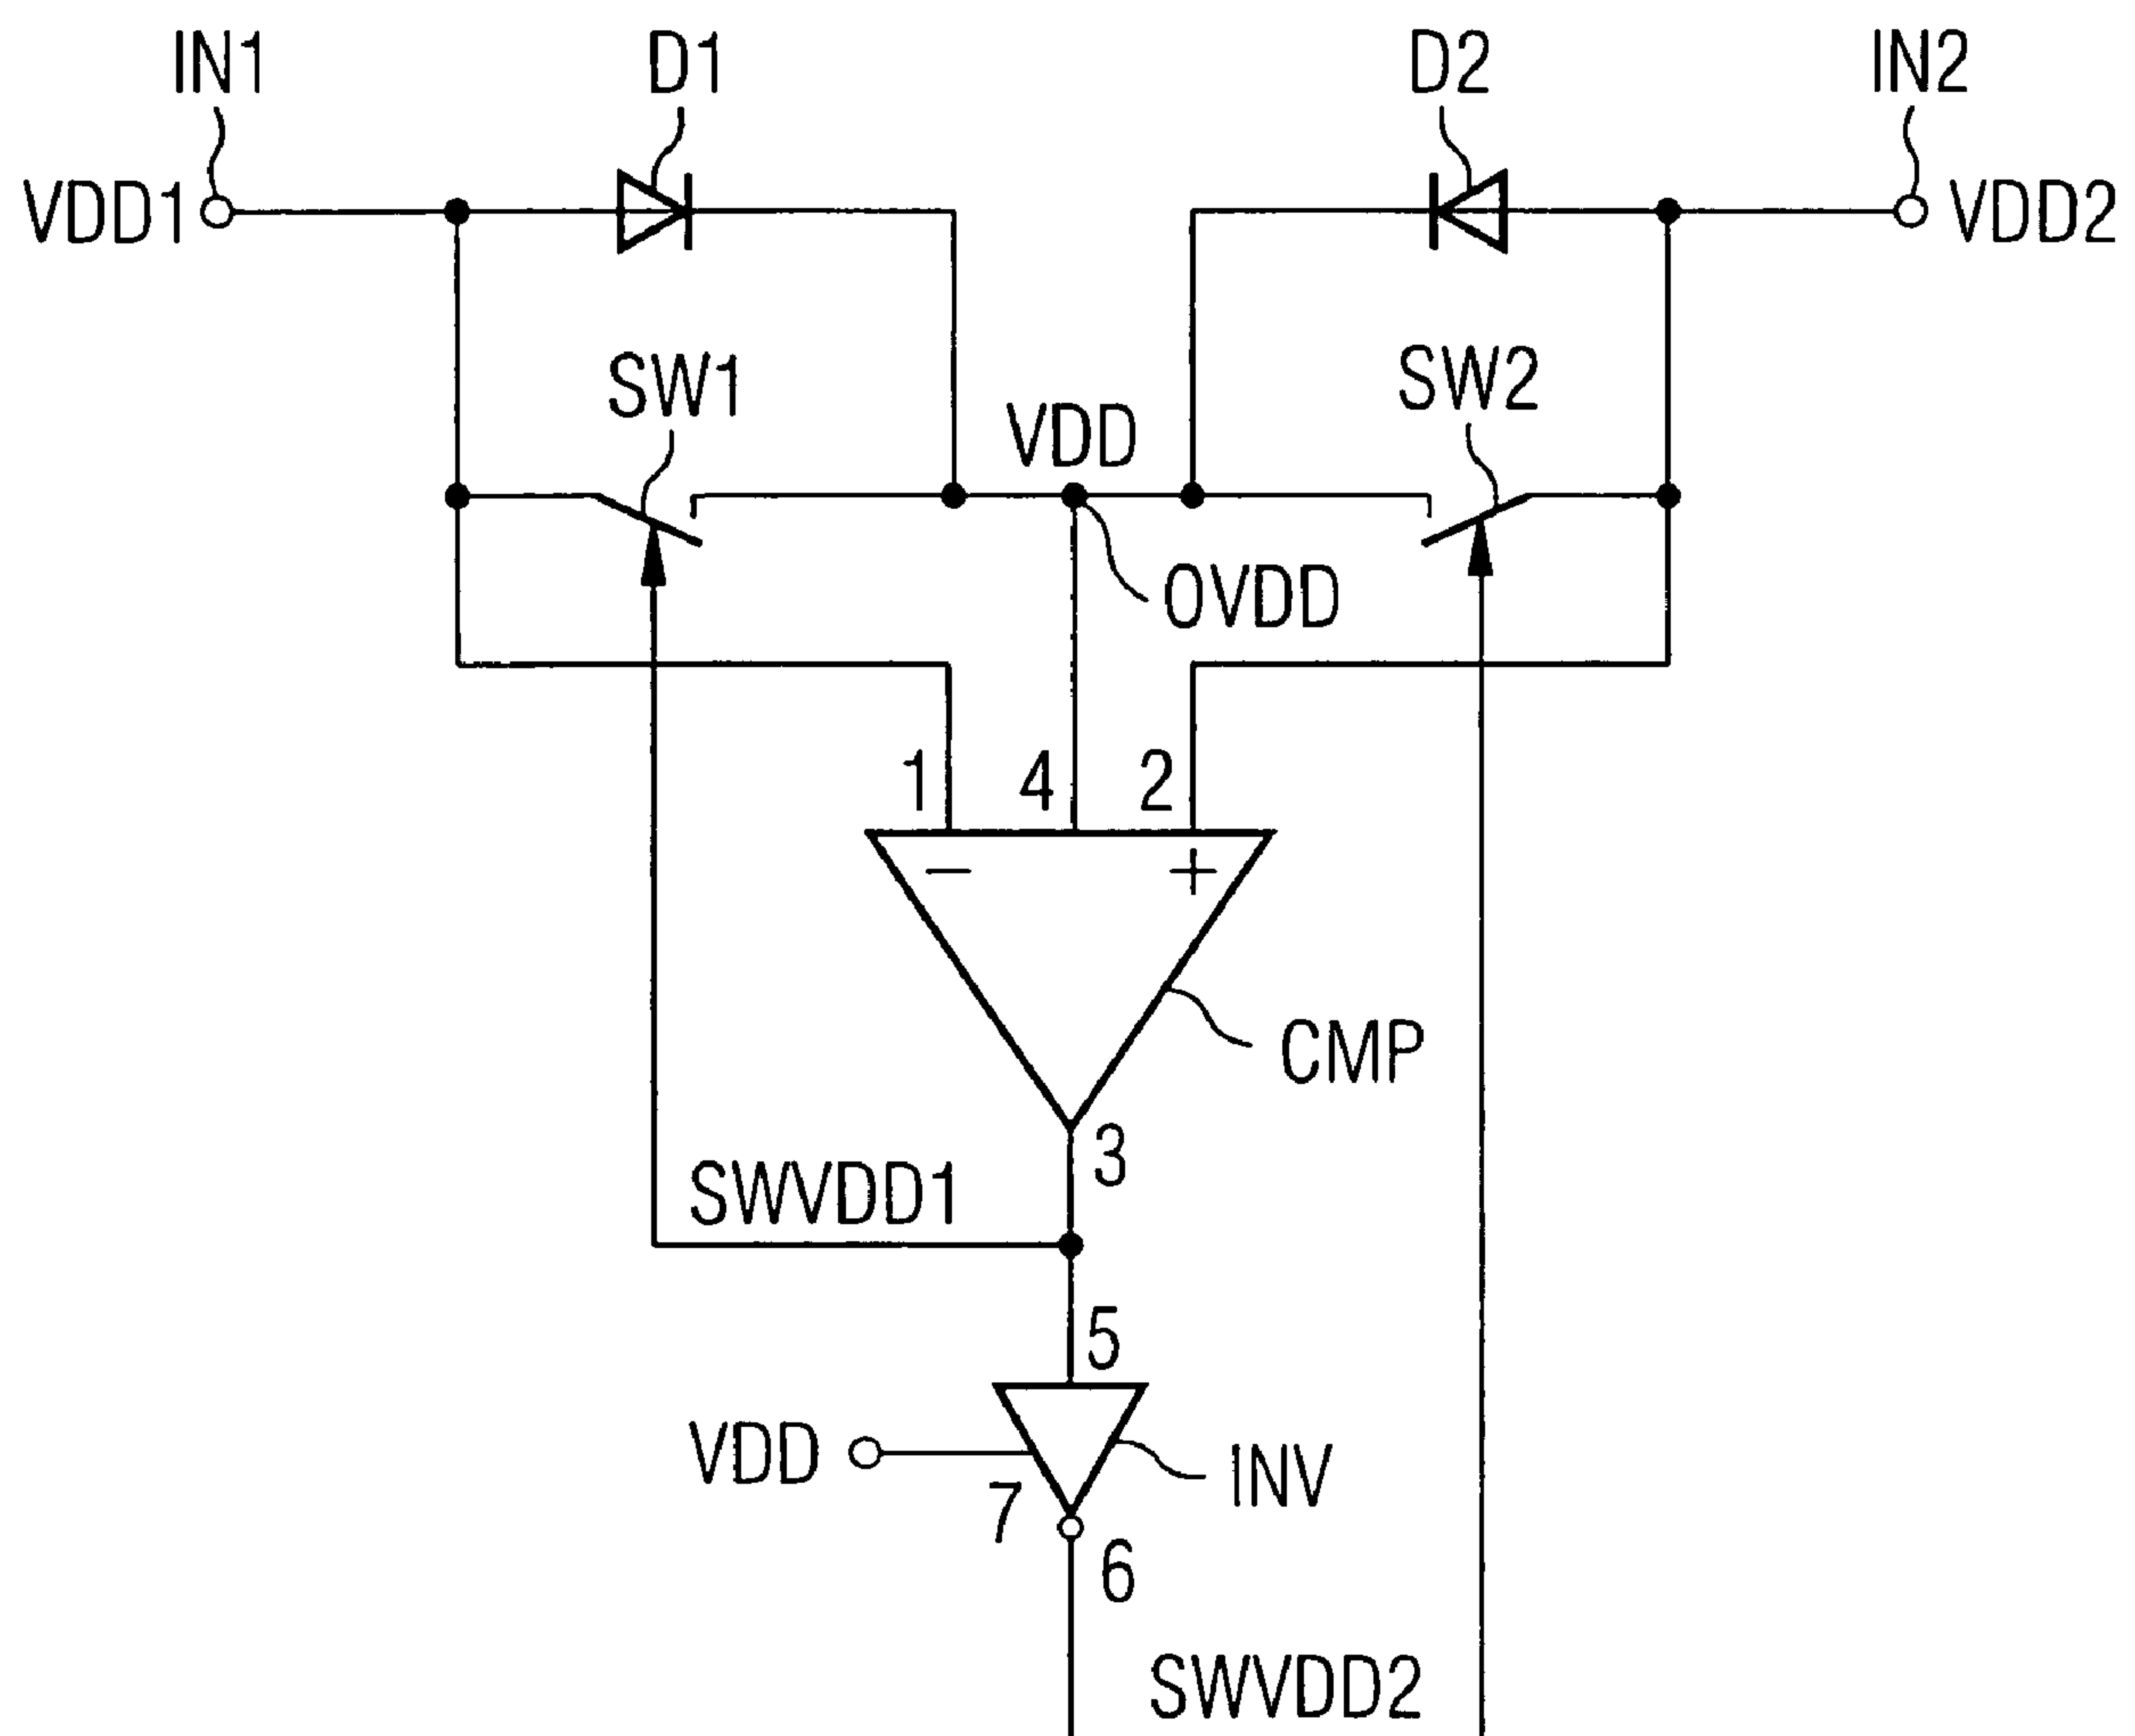 IN1
D1
D2
IN2
VDD1
VDD2
SW1
VDD
SW2
OVDD
1
4
2
−
+
CMP
3
SWVDD1
5
VDD
INV
7
6
SWVDD2